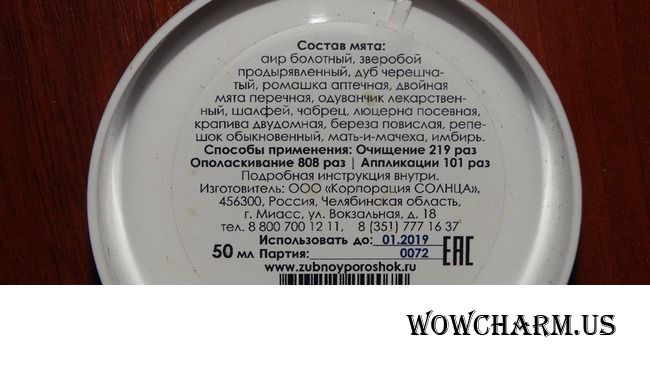 Состав мята:
аир болотный, зверобой
продырявленный, дуб черешча-
тый, ромашка аптечная, двойная
мята перечная, одуванчик лекарствен-
ный, шалфей, чабрец, люцерна посевная,
крапива двудомная, береза повислая, репе-
шок обыкновенный, мать-и-мачеха, имбирь.
Способы применения: Очищение 219 раз
Ополаскивание 808 раз | Аппликации 101 раз
Подробная инструкция внутри.
Изготовитель: ООО «Корпорация СОЛНЦА»,
456300, Россия, Челябинская область,
г. Миасс, ул. Вокзальная, д. 18
тел. 8 800 700 12 11, 8 (351) 777 16 37
Использовать до: 01.2019
50 мл Партия: 0072 EAC
www.zubnoyporoshok.ru
WOWCHARM.US